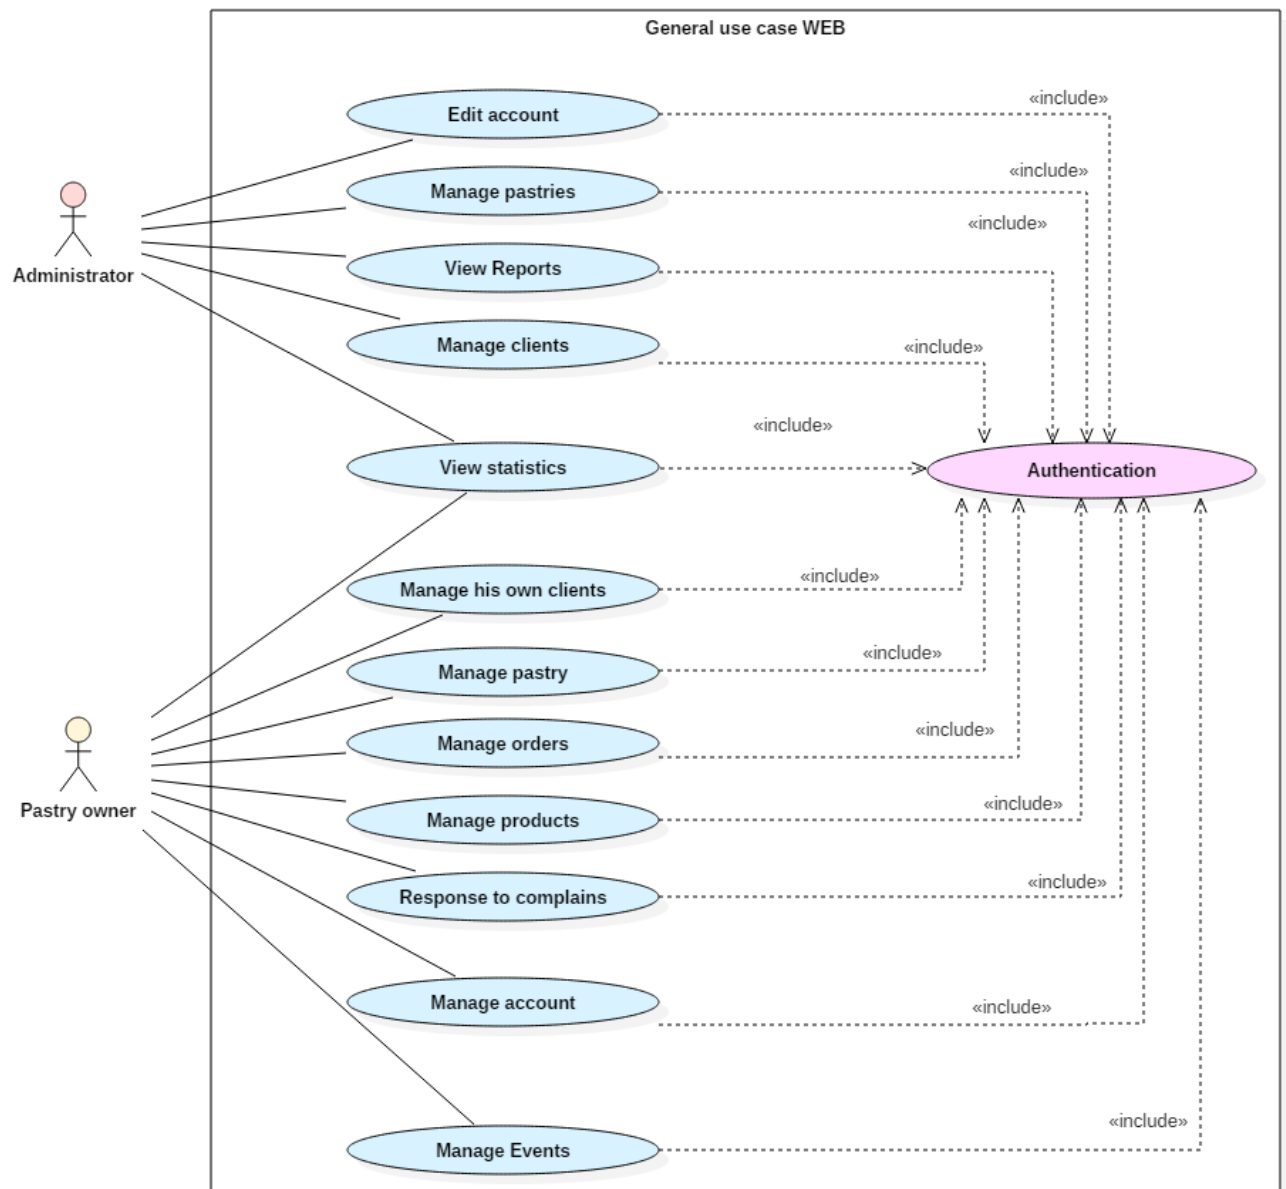 General use case WEB
Edit account
«include»
Manage pastries
«include»
«include»
View Reports
Administrator
Manage clients
«include»
«include»
View statistics
Authentication
Manage his own clients
«include»
Manage pastry
«include»
Manage orders
«include»
Pastry owner
Manage products
«include»
Response to complains
«include»
Manage account
«include»
Manage Events
«include»